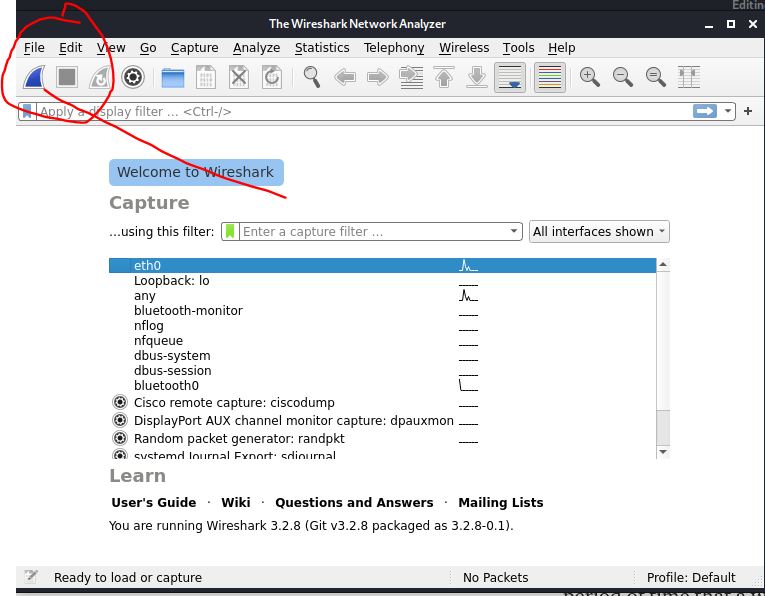 Editin
The Wireshark Network Analyzer
File Edit View Go Capture Analyze Statistics Telephony Wireless Tools Help
Apply a display filter ... <Ctrl-/>
Welcome to Wireshark
Capture
...using this filter: Enter a capture filter ... All interfaces shown
eth0
Loopback: lo
any
bluetooth-monitor
nflog
nfqueue
dbus-system
dbus-session
bluetooth0
Cisco remote capture: ciscodump
DisplayPort AUX channel monitor capture: dpauxmon
Random packet generator: randpkt
systemd Journal Export: sdjournal
Learn
User's Guide · Wiki · Questions and Answers · Mailing Lists
You are running Wireshark 3.2.8 (Git v3.2.8 packaged as 3.2.8-0.1).
Ready to load or capture No Packets Profile: Default
period of time that a